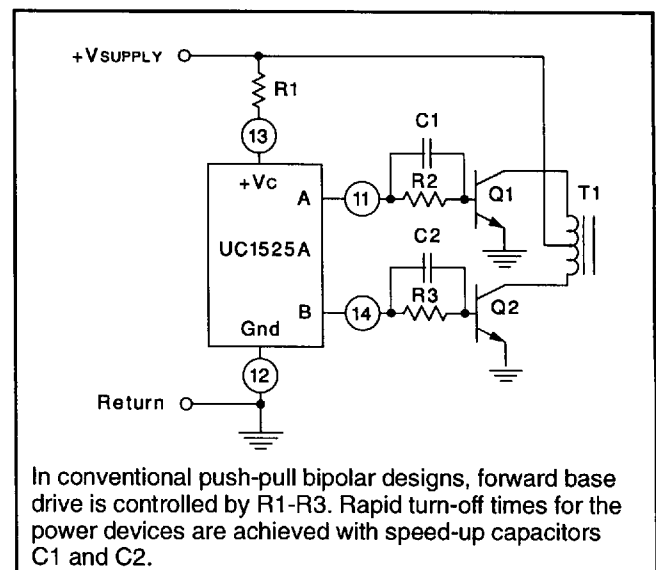 +VSUPPLY
R1
13
C1
+VC
A
11
R2
Q1
T1
UC1525A
C2
B
14
R3
Q2
Gnd
12
Return
In conventional push-pull bipolar designs, forward base
drive is controlled by R1-R3. Rapid turn-off times for the
power devices are achieved with speed-up capacitors
C1 and C2.